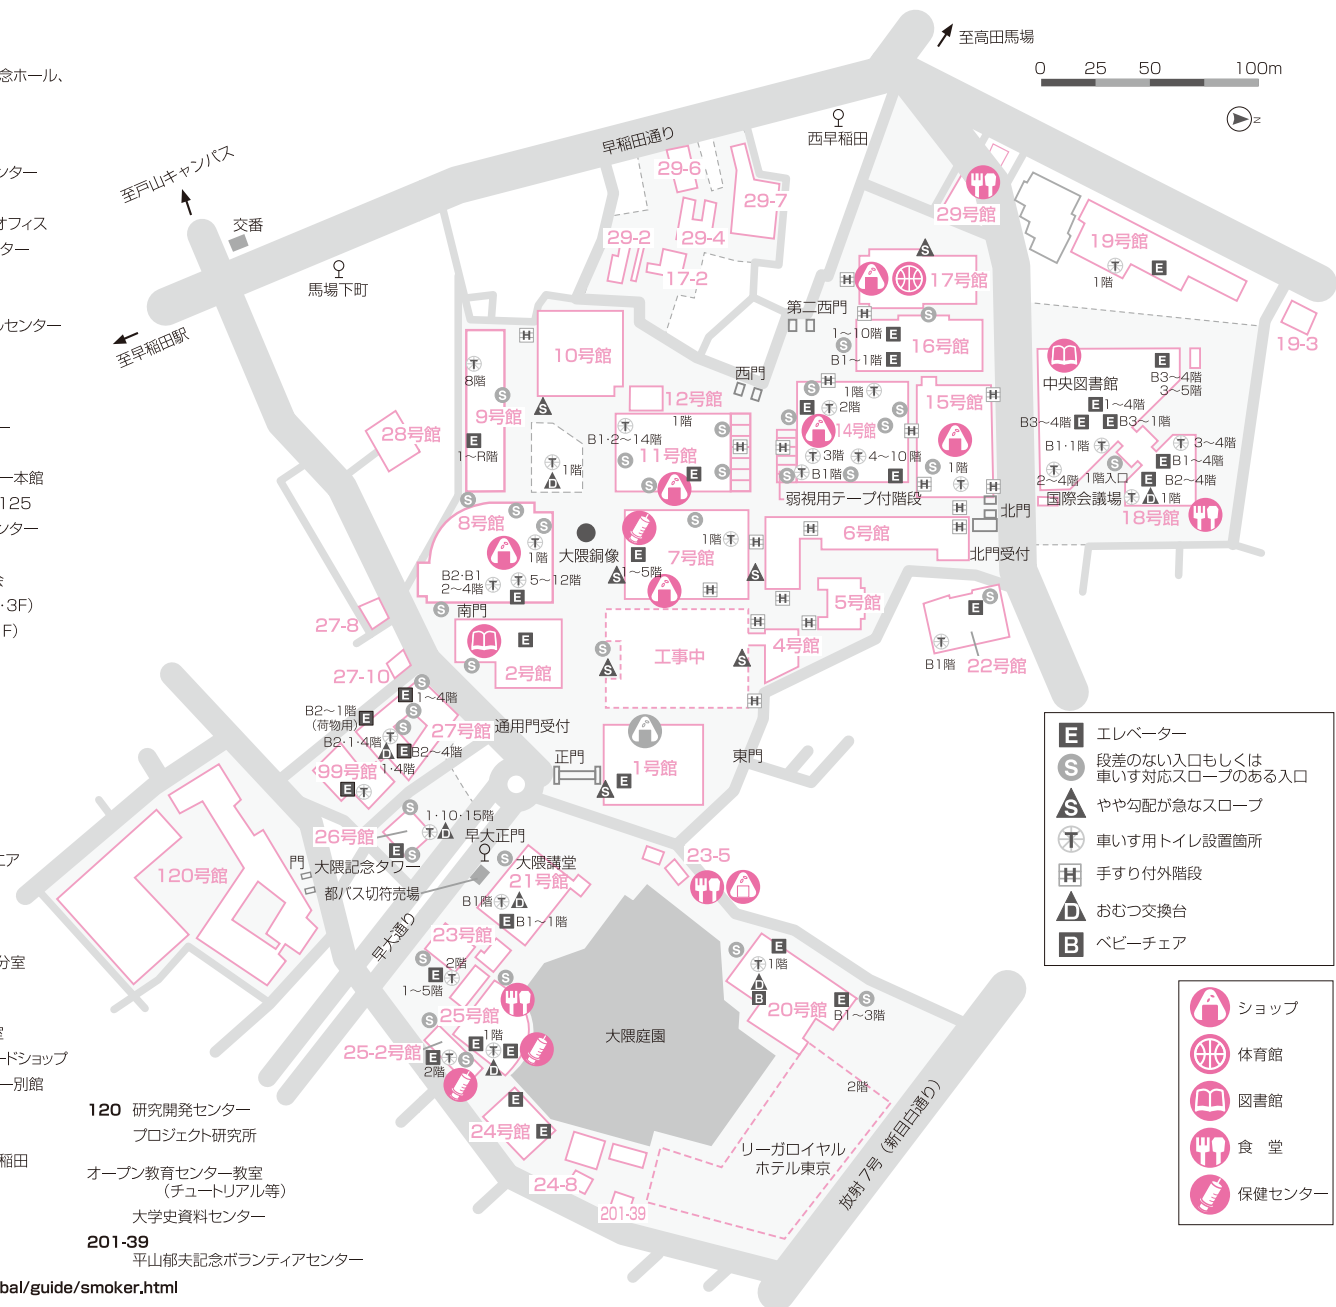 念ホール、
ンター
オフィス
ター
ルセンター
ー
ー本館
125
ンター
会
・3F)
F)
ニア
分室
室
ードショップ
ー別館
稲田
120 研究開発センター
プロジェクト研究所
オープン教育センター教室
(チュートリアル等)
大学史資料センター
201-39
平山郁夫記念ボランティアセンター
bal/guide/smoker.html
至高田馬場
0 25 50 100m
N
西早稲田
早稲田通り
至戸山キャンパス
交番
馬場下町
至早稲田駅
29-6
29-7
29-2
29-4
17-2
29号館
19号館
T
1階
E
19-3
S
17号館
H
第二西門
1〜10階 E
B1〜1階 E
16号館
10号館
西門
12号館
8階
9号館
E
1〜R階
28号館
1階
B1・2〜14階
11号館
1階
D
1階
2階
14号館
3階
4〜10階
B1階
弱視用テープ付階段
15号館
1階
中央図書館
B3〜4階
3〜5階
1〜4階
B3〜4階
B3〜1階
B1・1階
3〜4階
B1〜4階
1階入口
2〜4階
B2〜4階
国際会議場
1階
18号館
北門
北門受付
6号館
8号館
1階
B2・B1
2〜4階
5〜12階
大隈銅像
7号館
1階
1〜5階
5号館
4号館
22号館
B1階
南門
2号館
工事中
27-8
27-10
1〜4階
B2〜1階
(荷物用)
27号館
B2・1・4階
B2〜4階
1・4階
99号館
通用門受付
正門
1号館
東門
26号館
1・10・15階
大隈記念タワー
早大正門
門
都バス切符売場
120号館
早大通り
大隈講堂
21号館
B1階
B1〜1階
23-5
23号館
2階
1〜5階
25号館
1階
25-2号館
2階
24号館
24-8
201-39
大隈庭園
1階
B
20号館
B1〜3階
2階
リーガロイヤル
ホテル東京
放射7号(新目白通り)
E エレベーター
S 段差のない入口もしくは
車いす対応スロープのある入口
S やや勾配が急なスロープ
T 車いす用トイレ設置箇所
H 手すり付外階段
D おむつ交換台
B ベビーチェア
ショップ
体育館
図書館
食 堂
保健センター